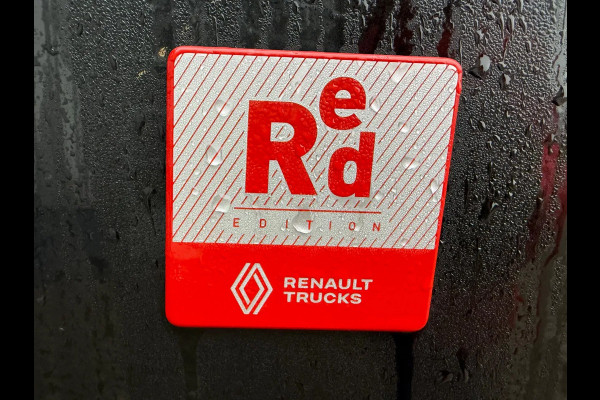 Red
EDITION
RENAULT
TRUCKS